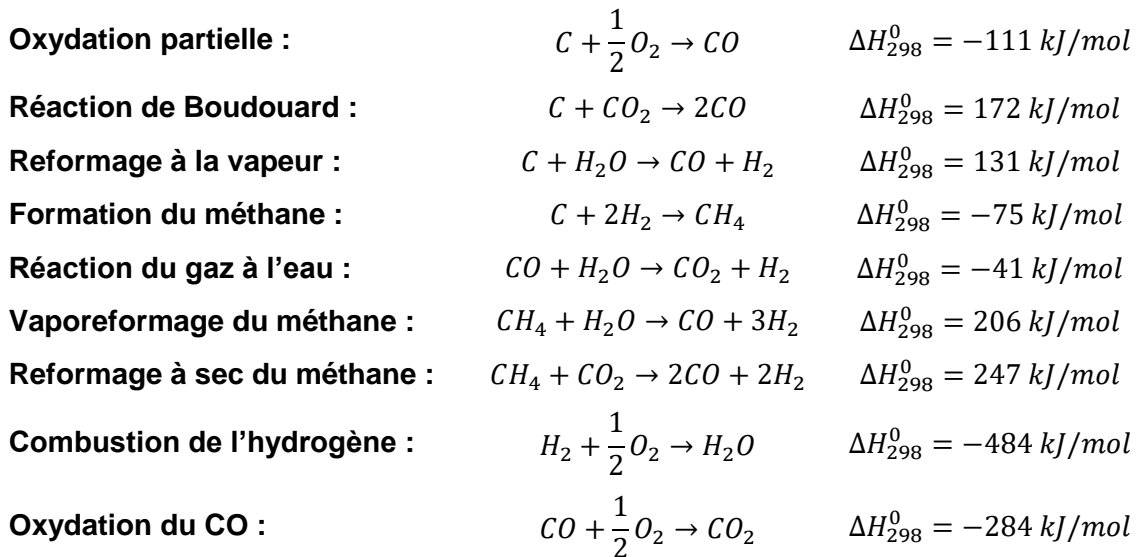 Oxydation partielle : C + 1/2 O₂ → CO ΔH⁰₂₉₈ = −111 kJ/mol
Réaction de Boudouard : C + CO₂ → 2CO ΔH⁰₂₉₈ = 172 kJ/mol
Reformage à la vapeur : C + H₂O → CO + H₂ ΔH⁰₂₉₈ = 131 kJ/mol
Formation du méthane : C + 2H₂ → CH₄ ΔH⁰₂₉₈ = −75 kJ/mol
Réaction du gaz à l’eau : CO + H₂O → CO₂ + H₂ ΔH⁰₂₉₈ = −41 kJ/mol
Vaporeformage du méthane : CH₄ + H₂O → CO + 3H₂ ΔH⁰₂₉₈ = 206 kJ/mol
Reformage à sec du méthane : CH₄ + CO₂ → 2CO + 2H₂ ΔH⁰₂₉₈ = 247 kJ/mol
Combustion de l’hydrogène : H₂ + 1/2 O₂ → H₂O ΔH⁰₂₉₈ = −484 kJ/mol
Oxydation du CO : CO + 1/2 O₂ → CO₂ ΔH⁰₂₉₈ = −284 kJ/mol